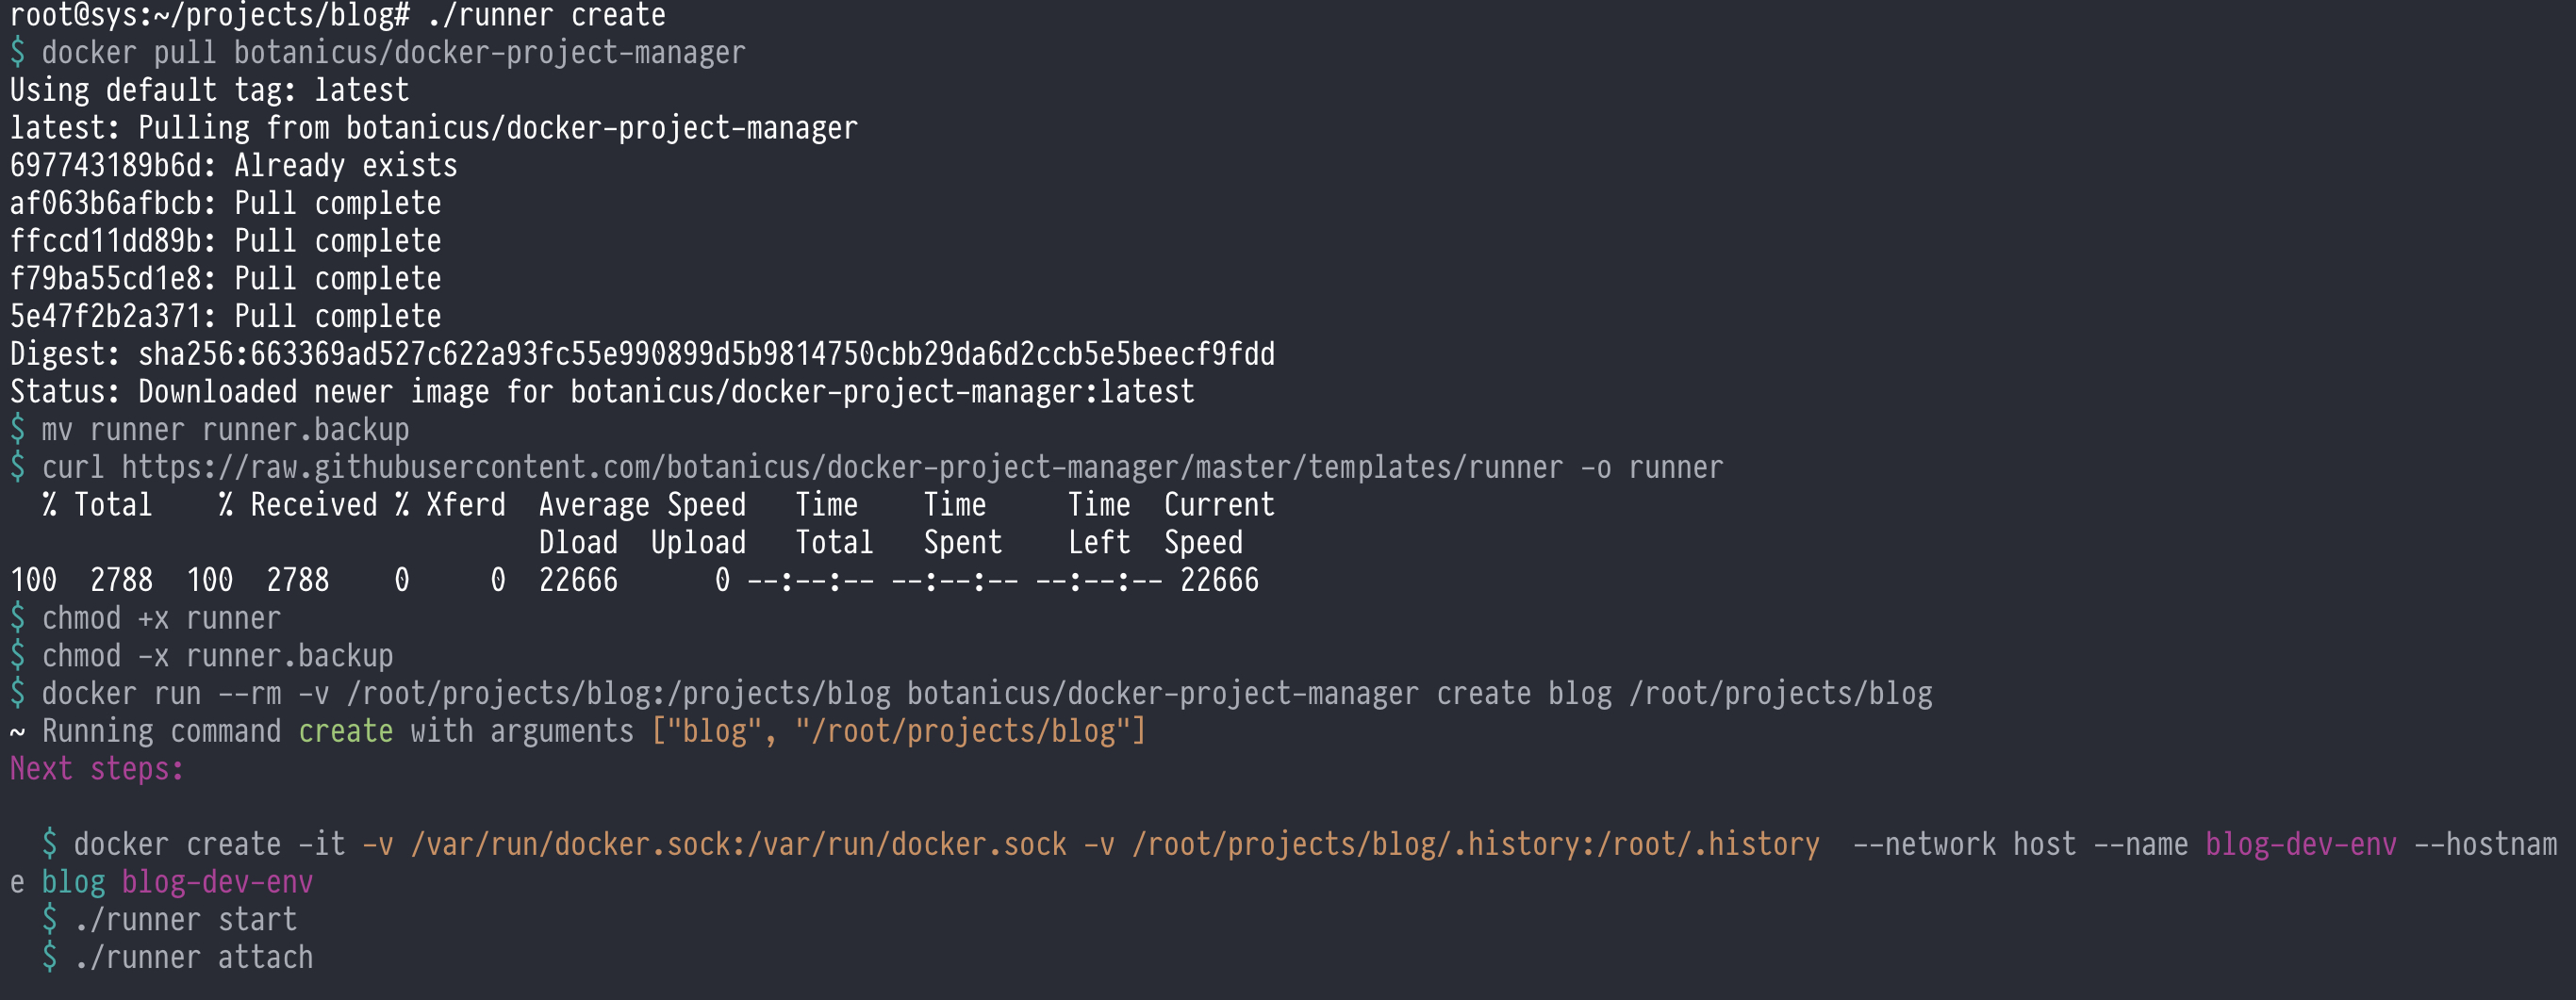 root@sys:~/projects/blog# ./runner create
$ docker pull botanicus/docker-project-manager
Using default tag: latest
latest: Pulling from botanicus/docker-project-manager
697743189b6d: Already exists
af063b6afbcb: Pull complete
ffccd11dd89b: Pull complete
f79ba55cd1e8: Pull complete
5e47f2b2a371: Pull complete
Digest: sha256:663369ad527c622a93fc55e990899d5b9814750cbb29da6d2ccb5e5beecf9fdd
Status: Downloaded newer image for botanicus/docker-project-manager:latest
$ mv runner runner.backup
$ curl https://raw.githubusercontent.com/botanicus/docker-project-manager/master/templates/runner -o runner
  % Total    % Received % Xferd  Average Speed   Time    Time     Time  Current
                                 Dload  Upload   Total   Spent    Left  Speed
100  2788  100  2788    0     0  22666      0 --:--:-- --:--:-- --:--:-- 22666
$ chmod +x runner
$ chmod -x runner.backup
$ docker run --rm -v /root/projects/blog:/projects/blog botanicus/docker-project-manager create blog /root/projects/blog
~ Running command create with arguments ["blog", "/root/projects/blog"]
Next steps:

  $ docker create -it -v /var/run/docker.sock:/var/run/docker.sock -v /root/projects/blog/.history:/root/.history  --network host --name blog-dev-env --hostnam
e blog blog-dev-env
  $ ./runner start
  $ ./runner attach